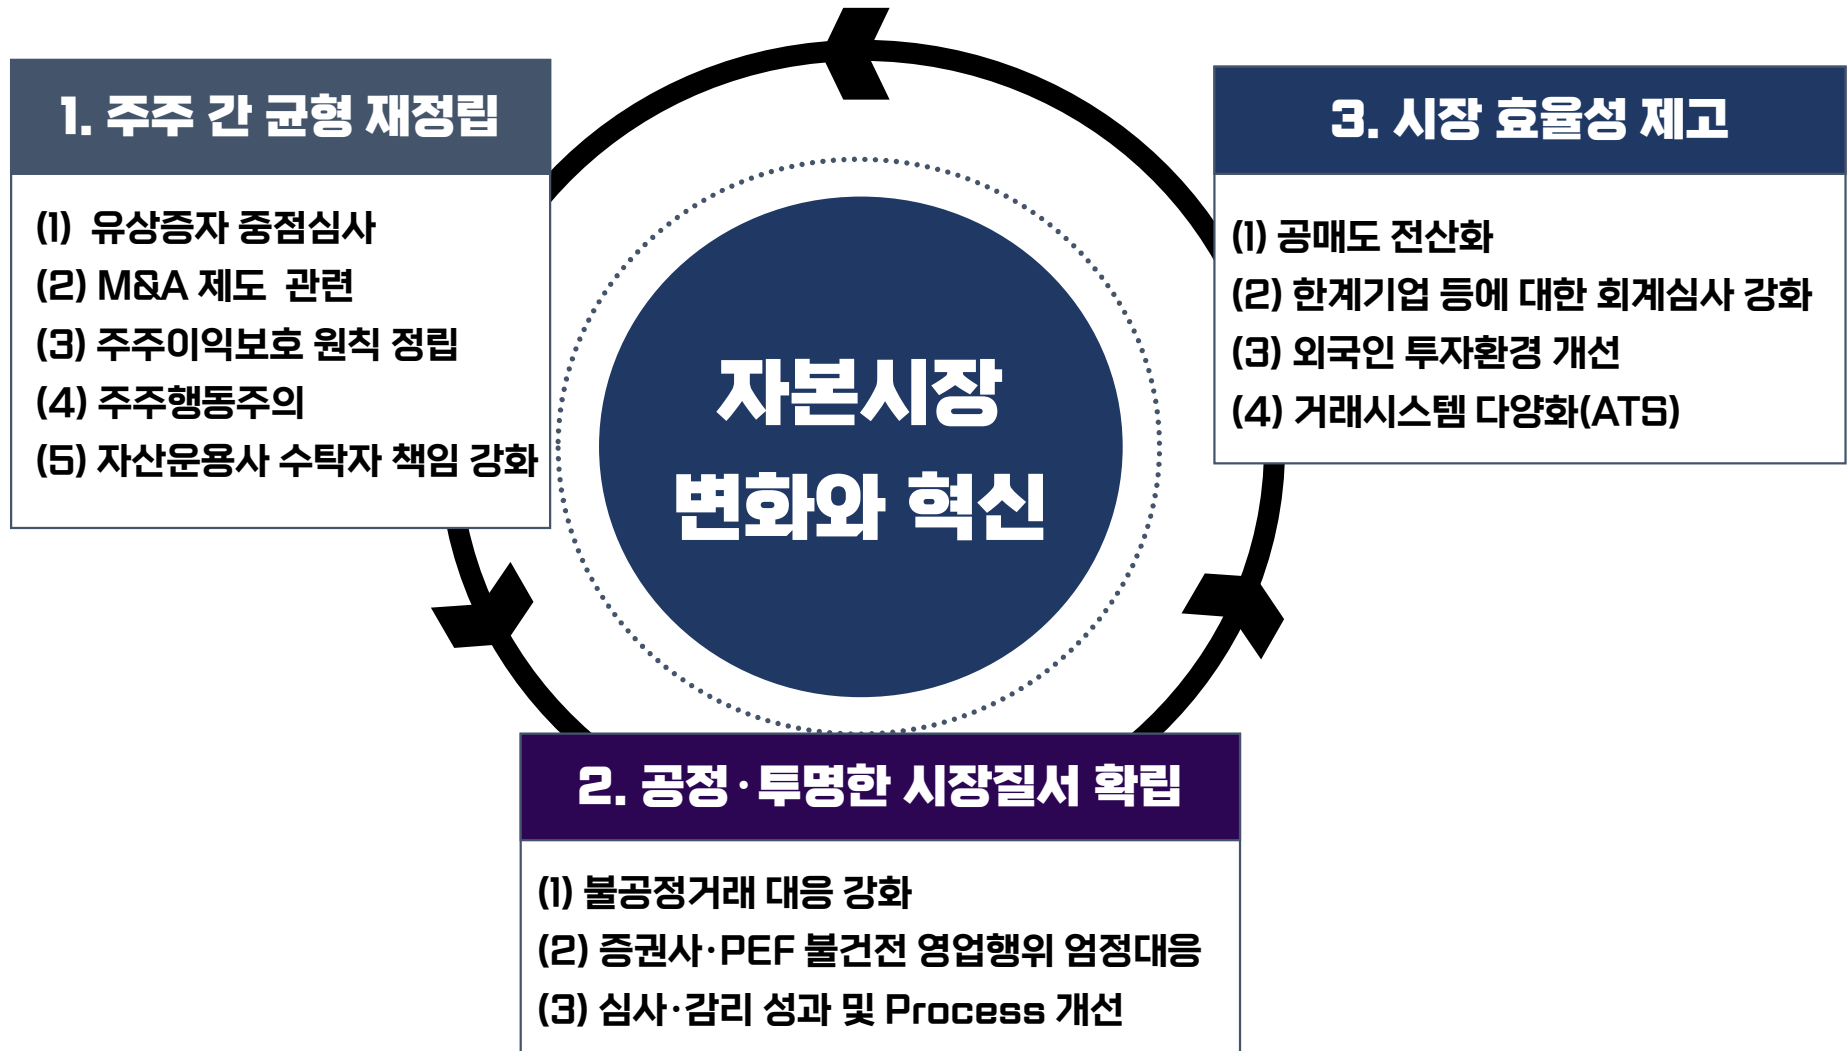 1. 주주 간 균형 재정립
(1) 유상증자 중점심사
(2) M&A 제도 관련
(3) 주주이익보호 원칙 정립
(4) 주주행동주의
(5) 자산운용사 수탁자 책임 강화
자본시장
변화와 혁신
3. 시장 효율성 제고
(1) 공매도 전산화
(2) 한계기업 등에 대한 회계심사 강화
(3) 외국인 투자환경 개선
(4) 거래시스템 다양화(ATS)
2. 공정·투명한 시장질서 확립
(1) 불공정거래 대응 강화
(2) 증권사·PEF 불건전 영업행위 엄정대응
(3) 심사·감리 성과 및 Process 개선